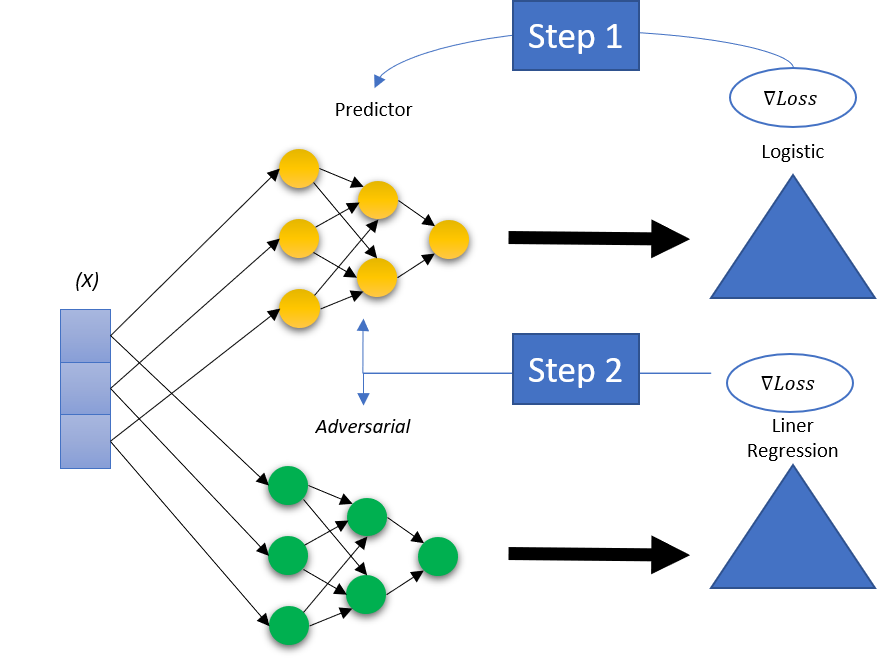 Step 1
∇Loss
Predictor
Logistic
(X)
Step 2
∇Loss
Adversarial
Liner
Regression